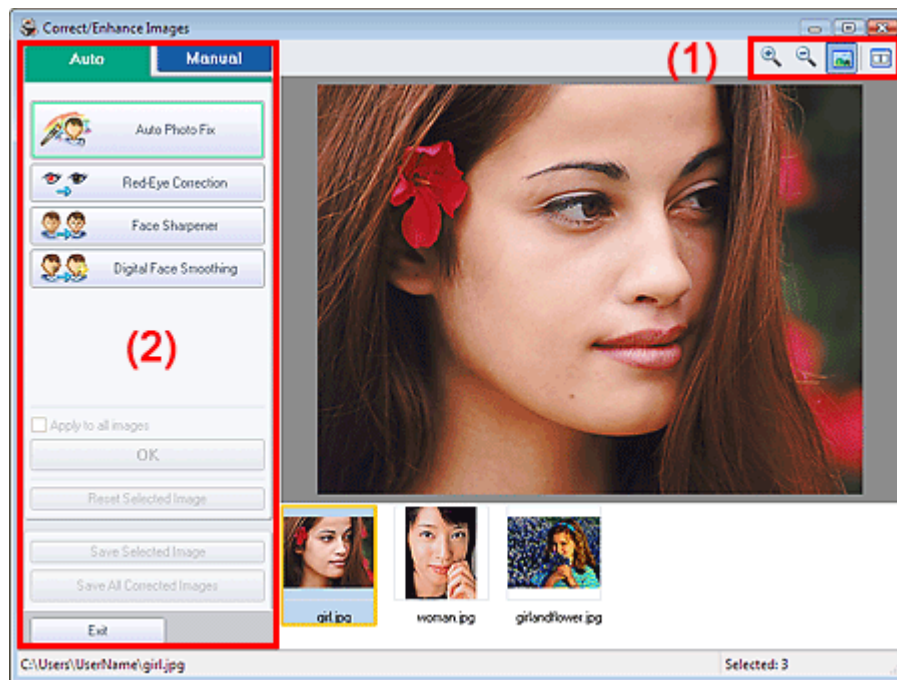 Correct/Enhance Images
Auto
Manual
(1)
Auto Photo Fix
Red-Eye Correction
Face Sharpener
Digital Face Smoothing
(2)
Apply to all images
OK
Reset Selected Image
Save Selected Image
Save All Corrected Images
Exit
girl.jpg
woman.jpg
girlandflower.jpg
C:\Users\UserName\girl.jpg
Selected: 3